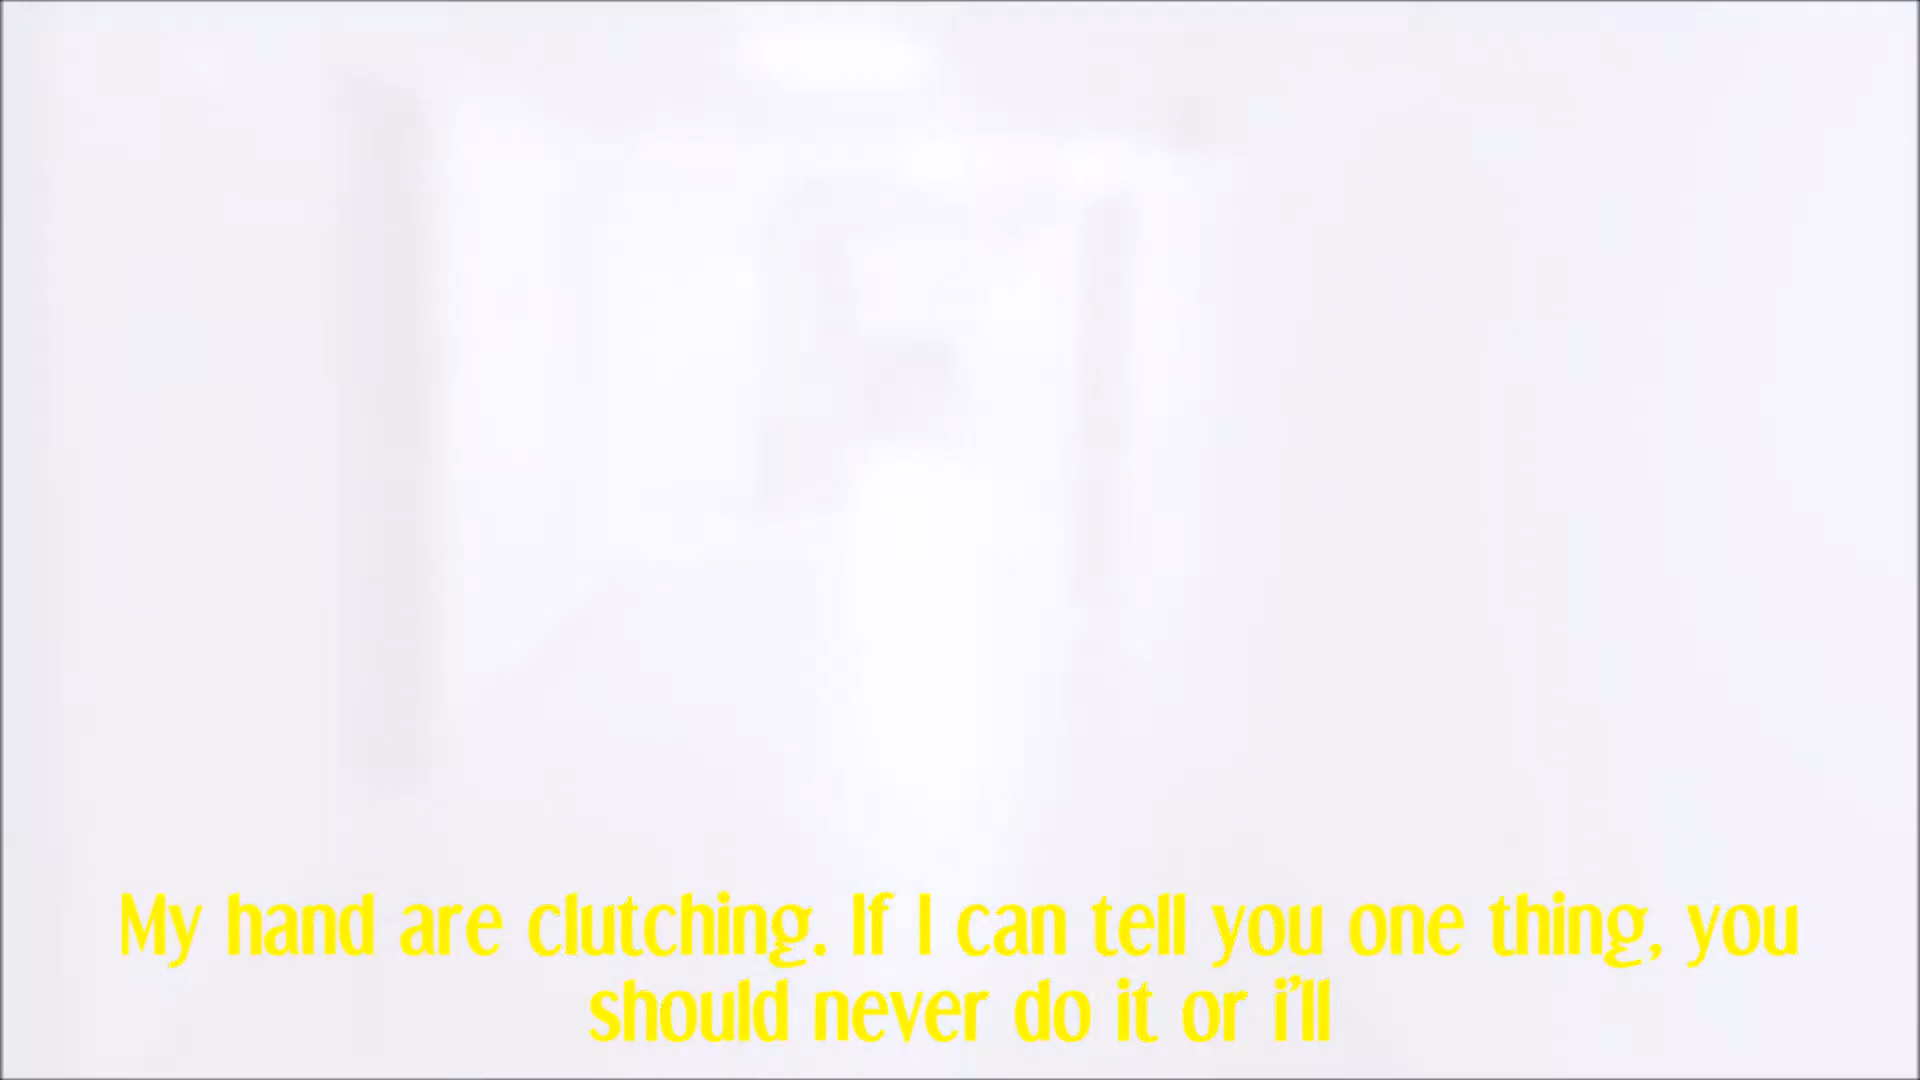 My hand are clutching. If I can tell you one thing, you
should never do it or i'll